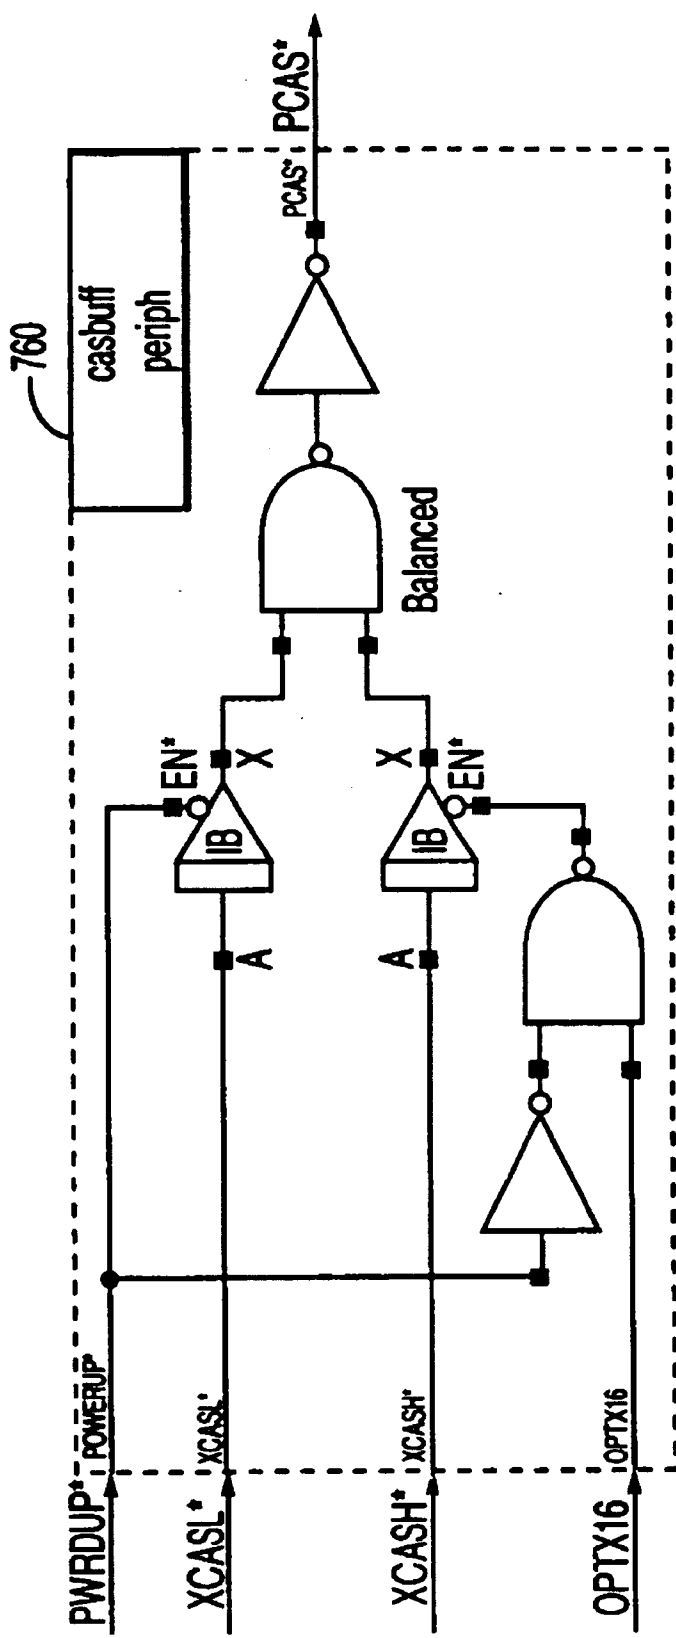 760
casbuff
periph
PWRDUP*
POWERUP*
XCASL*
XCASL*
XCASH*
XCASH*
OPTX16
OPTX16
A
IB
EN*
X
A
IB
EN*
X
Balanced
PCAS*
PCAS*